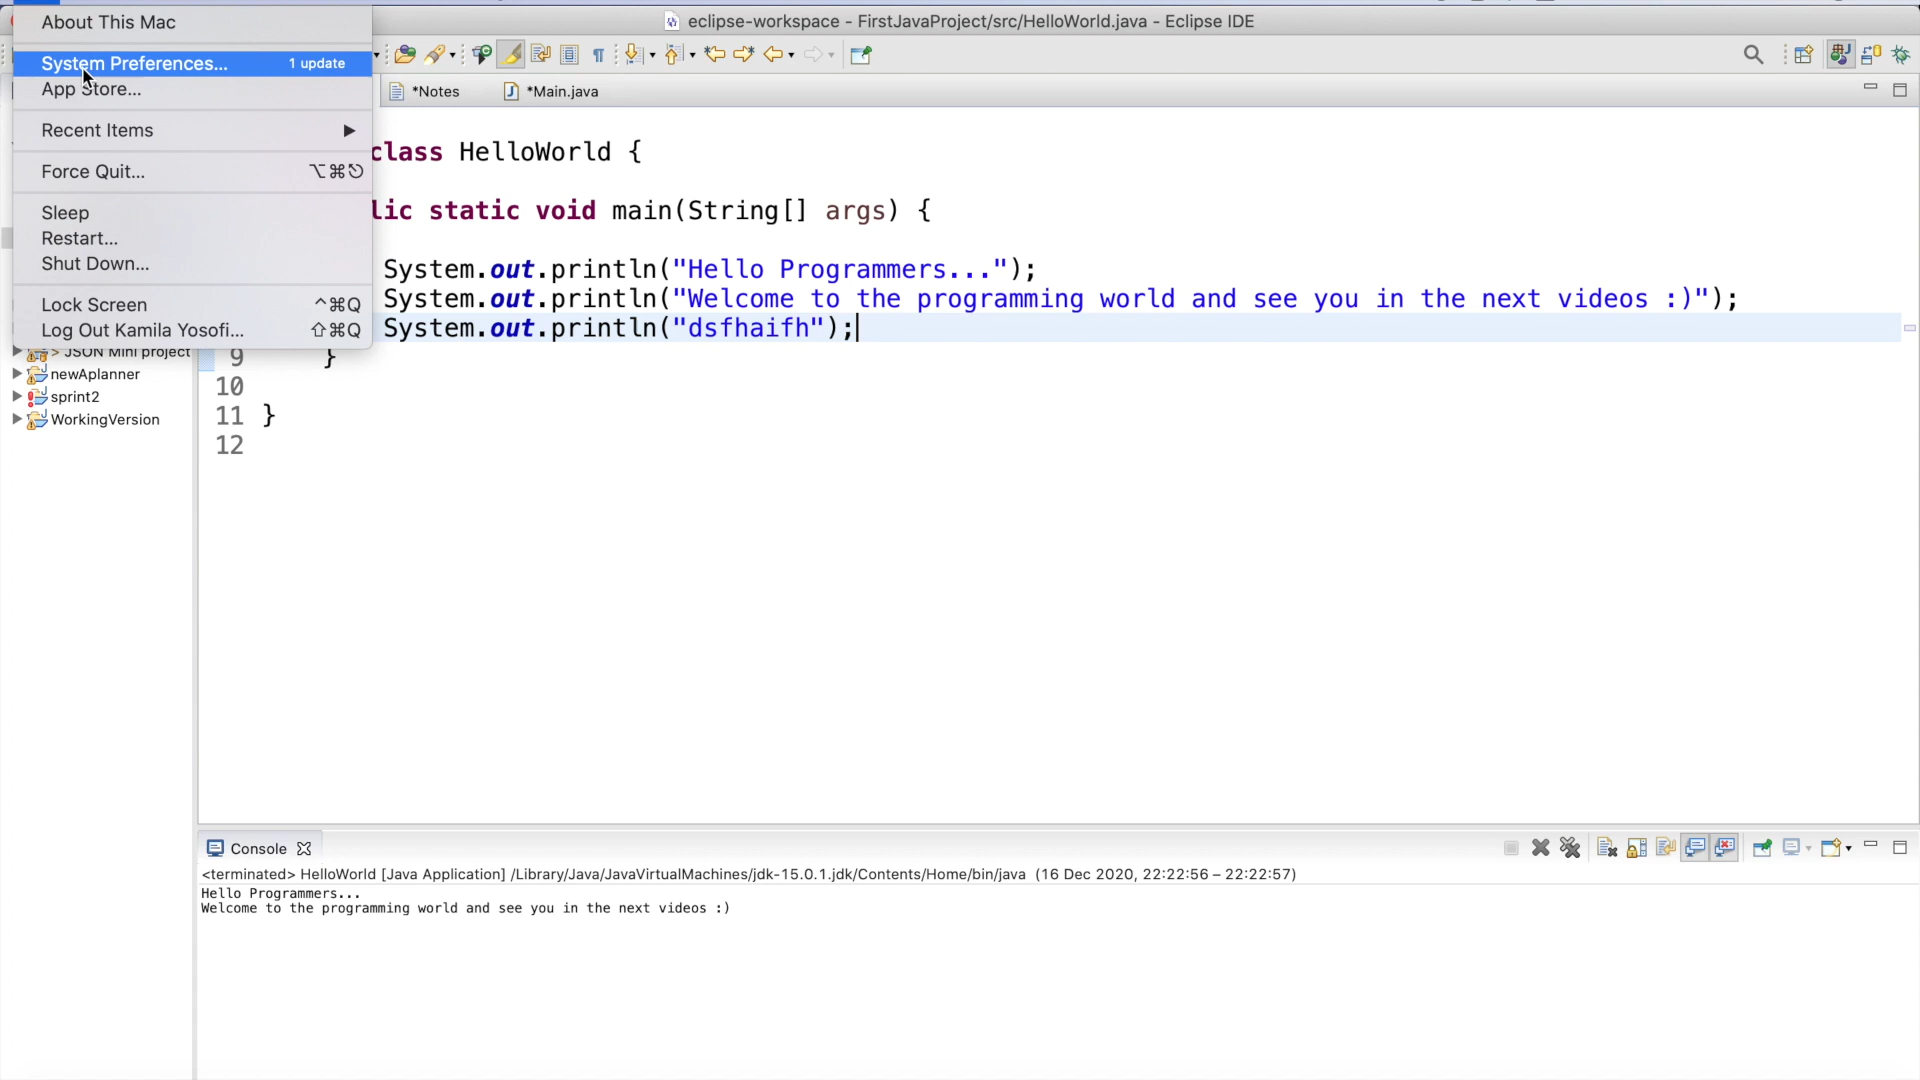 About This Mac
System Preferences... 1 update
App Store...
Recent Items
Force Quit... ⌥⌘⎋
Sleep
Restart...
Shut Down...
Lock Screen ^⌘Q
Log Out Kamila Yosofi... ⇧⌘Q
eclipse-workspace - FirstJavaProject/src/HelloWorld.java - Eclipse IDE
*Notes
*Main.java
class HelloWorld {
lic static void main(String[] args) {
System.out.println("Hello Programmers...");
System.out.println("Welcome to the programming world and see you in the next videos :)");
System.out.println("dsfhaifh");
9 }
10
11 }
12
> JSON Mini project
newAplanner
sprint2
WorkingVersion
Console
<terminated> HelloWorld [Java Application] /Library/Java/JavaVirtualMachines/jdk-15.0.1.jdk/Contents/Home/bin/java (16 Dec 2020, 22:22:56 – 22:22:57)
Hello Programmers...
Welcome to the programming world and see you in the next videos :)